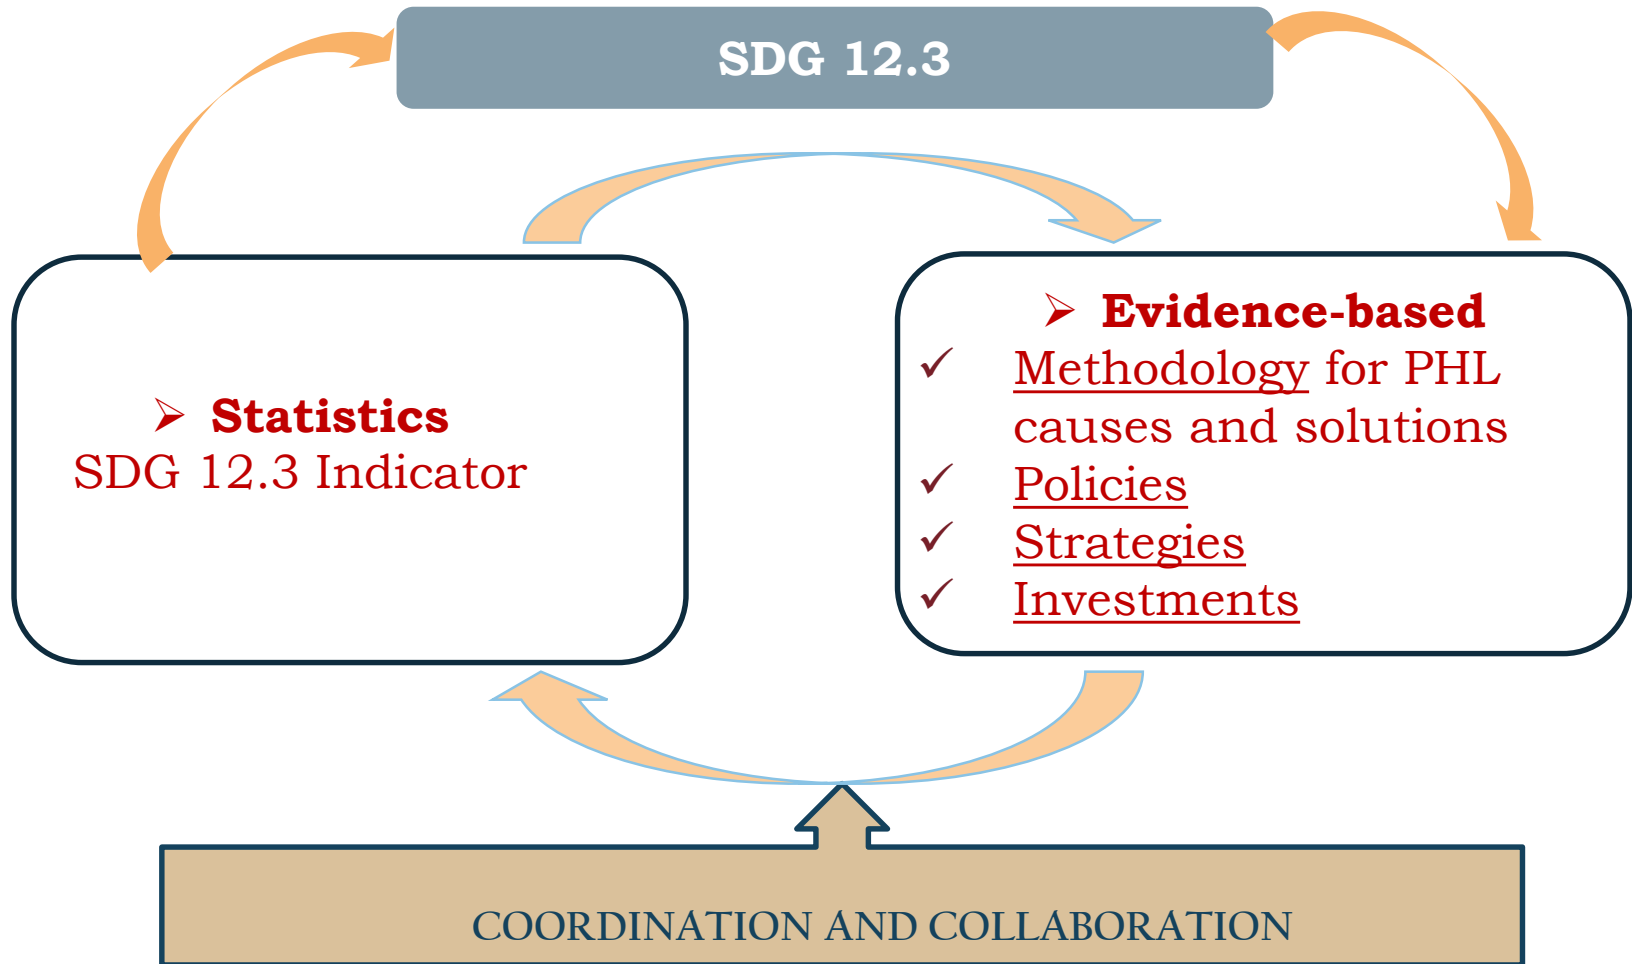 SDG 12.3
➢ Statistics
SDG 12.3 Indicator
➢ Evidence-based
✓ Methodology for PHL
causes and solutions
✓ Policies
✓ Strategies
✓ Investments
COORDINATION AND COLLABORATION